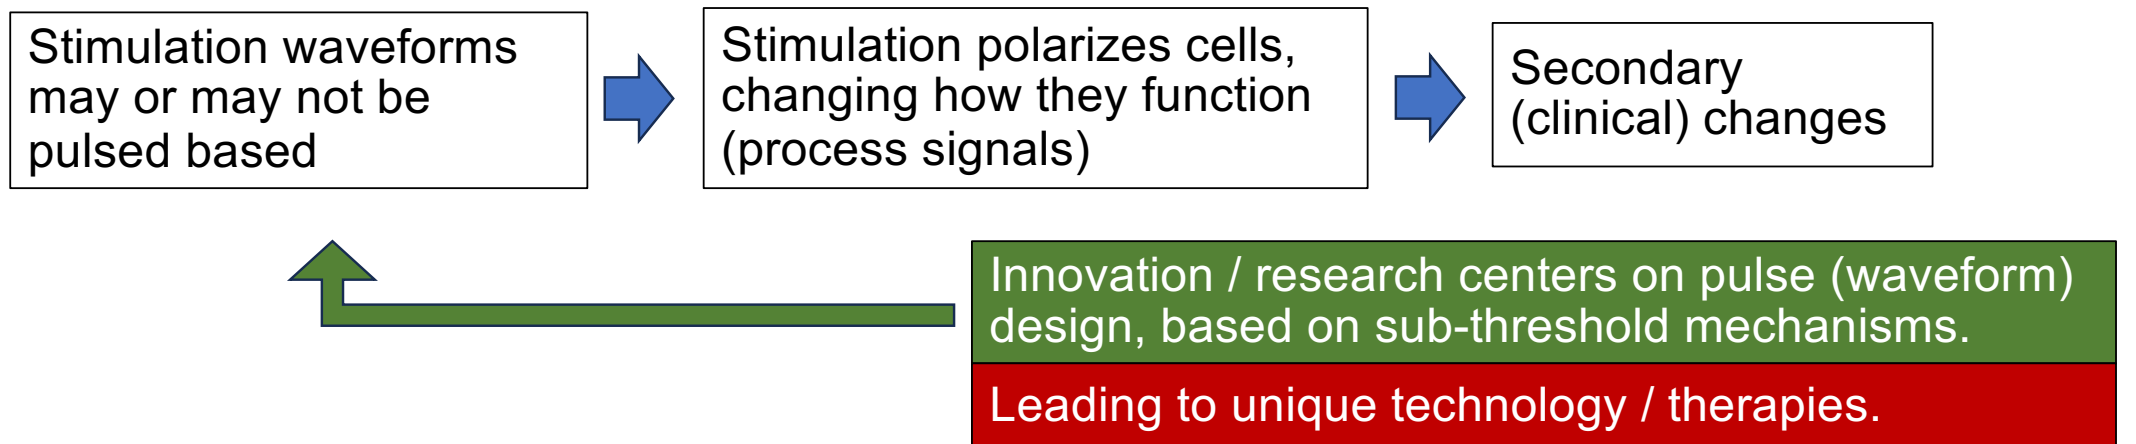 Stimulation waveforms
may or may not be
pulsed based
Stimulation polarizes cells,
changing how they function
(process signals)
Secondary
(clinical) changes
Innovation / research centers on pulse (waveform)
design, based on sub-threshold mechanisms.
Leading to unique technology / therapies.